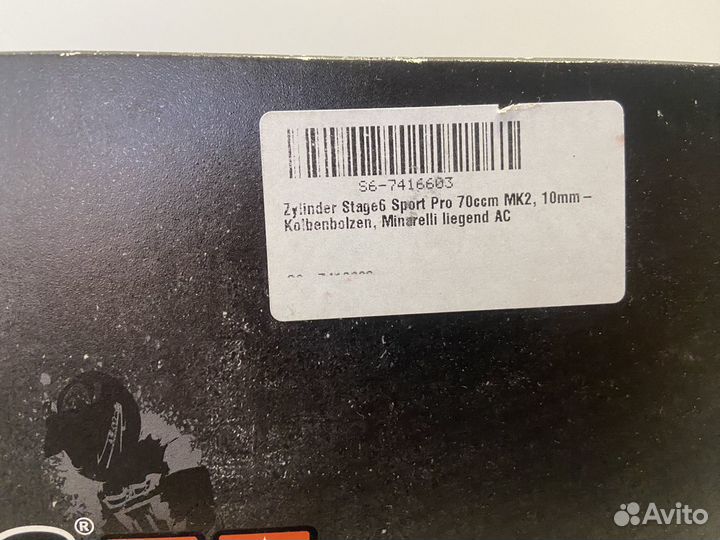 S6-7416603
Zylinder Stage6 Sport Pro 70ccm MK2, 10mm –
Kolbenbolzen, Minarelli liegend AC
®
Avito